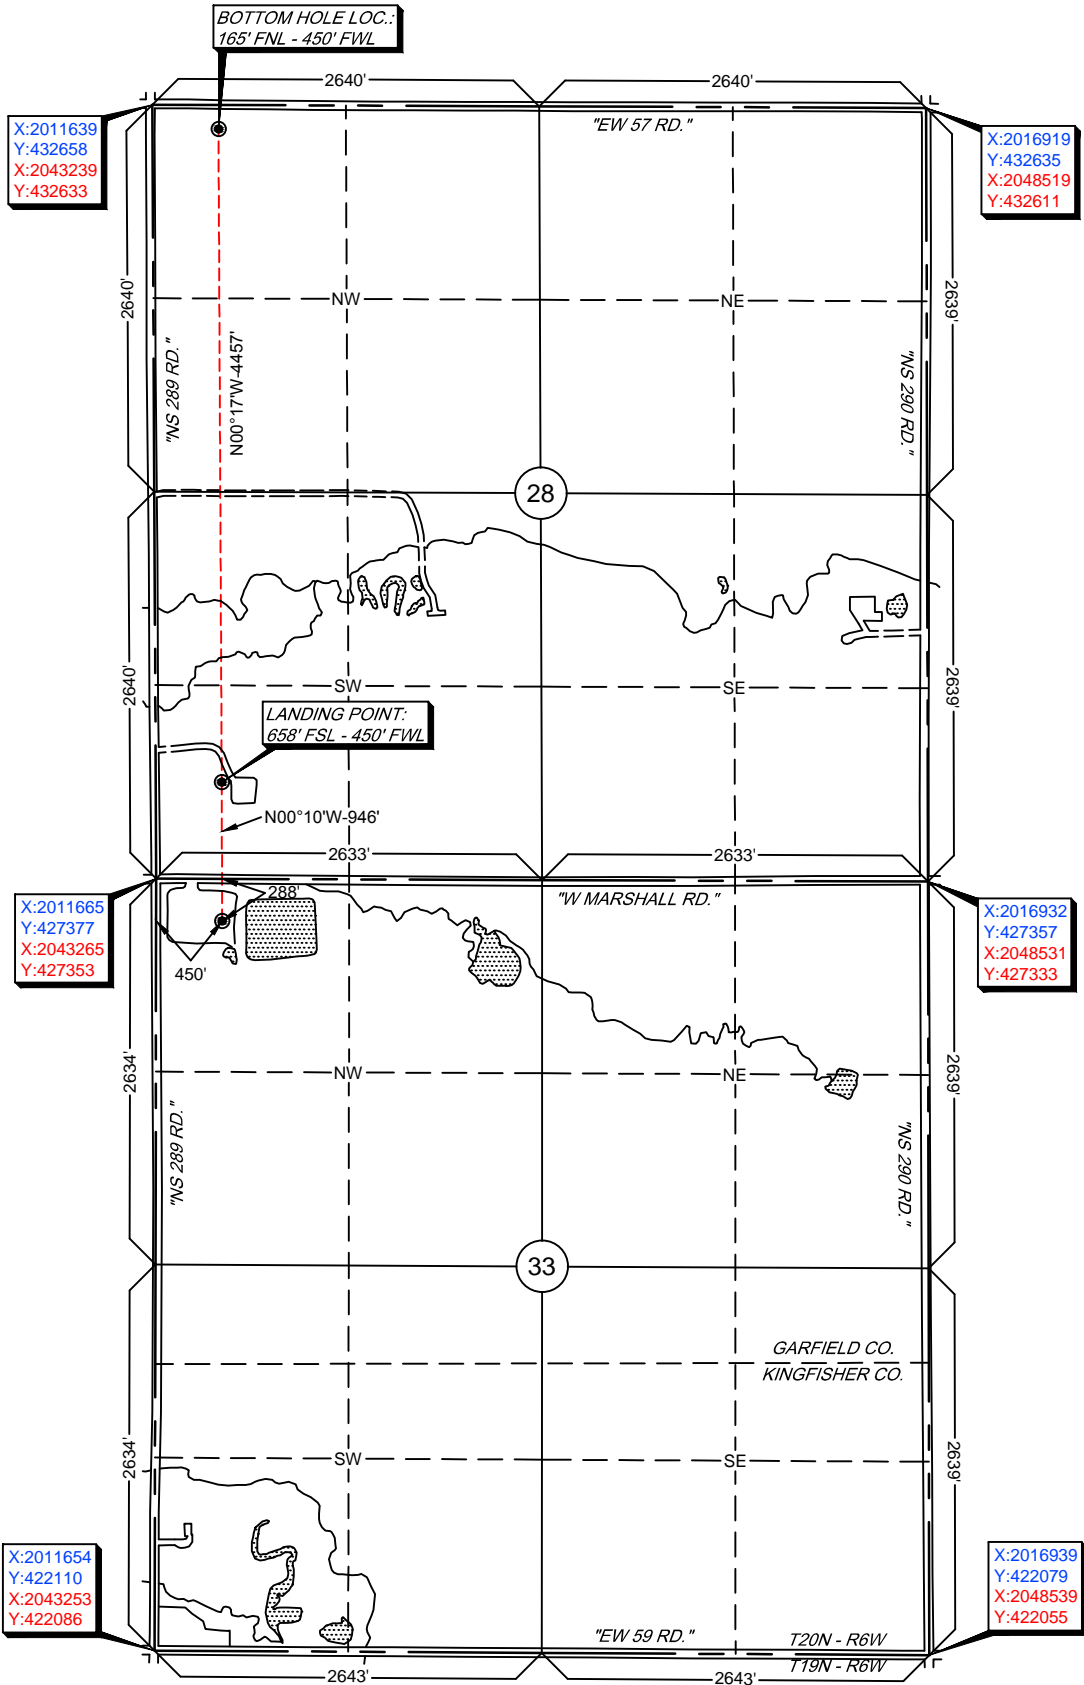 BOTTOM HOLE LOC.:
165' FNL - 450' FWL
2640'
2640'
X:2011639
Y:432658
X:2043239
Y:432633
"EW 57 RD."
X:2016919
Y:432635
X:2048519
Y:432611
2640'
NW
NE
2639'
"NS 289 RD."
N00°17'W-4457'
"NS 290 RD."
28
2640'
SW
SE
2639'
LANDING POINT:
658' FSL - 450' FWL
N00°10'W-946'
2633'
2633'
X:2011665
Y:427377
X:2043265
Y:427353
288'
"W MARSHALL RD."
X:2016932
Y:427357
X:2048531
Y:427333
450'
2634'
NW
NE
2639'
"NS 289 RD."
"NS 290 RD."
33
GARFIELD CO.
KINGFISHER CO.
2634'
SW
SE
2639'
X:2011654
Y:422110
X:2043253
Y:422086
X:2016939
Y:422079
X:2048539
Y:422055
"EW 59 RD."
T20N - R6W
T19N - R6W
2643'
2643'